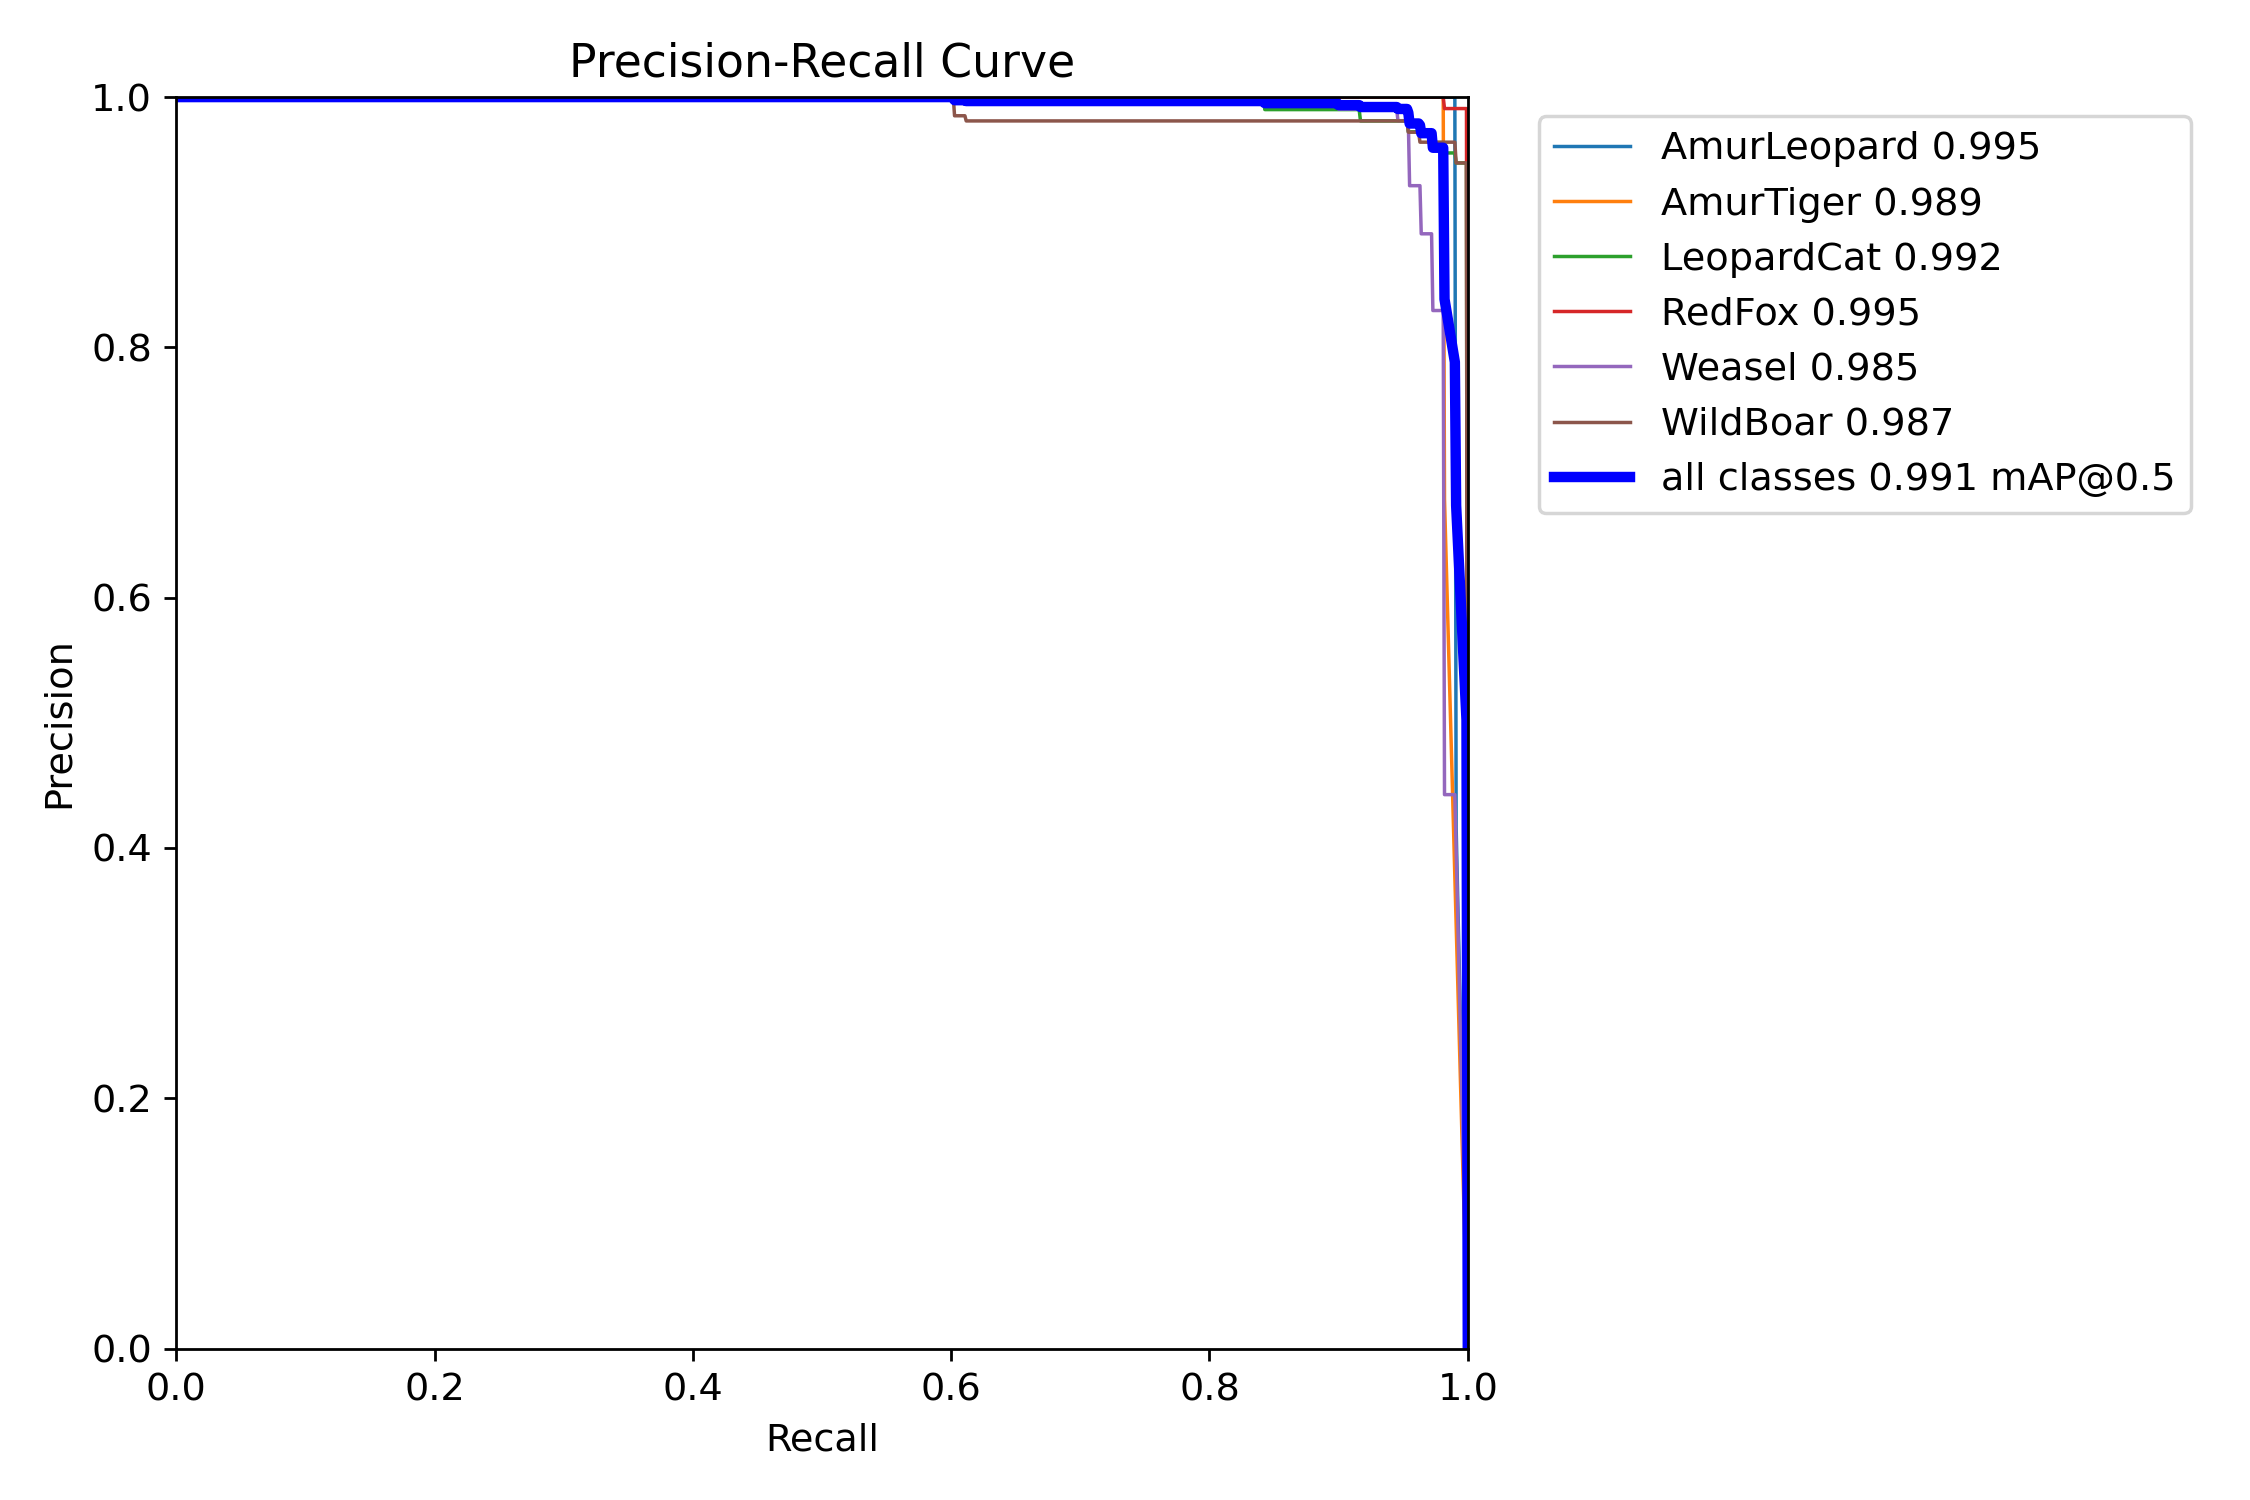 Precision-Recall Curve
1.0
0.8
0.6
0.4
0.2
0.0
Precision
0.0 0.2 0.4 0.6 0.8 1.0
Recall
AmurLeopard 0.995
AmurTiger 0.989
LeopardCat 0.992
RedFox 0.995
Weasel 0.985
WildBoar 0.987
all classes 0.991 mAP@0.5